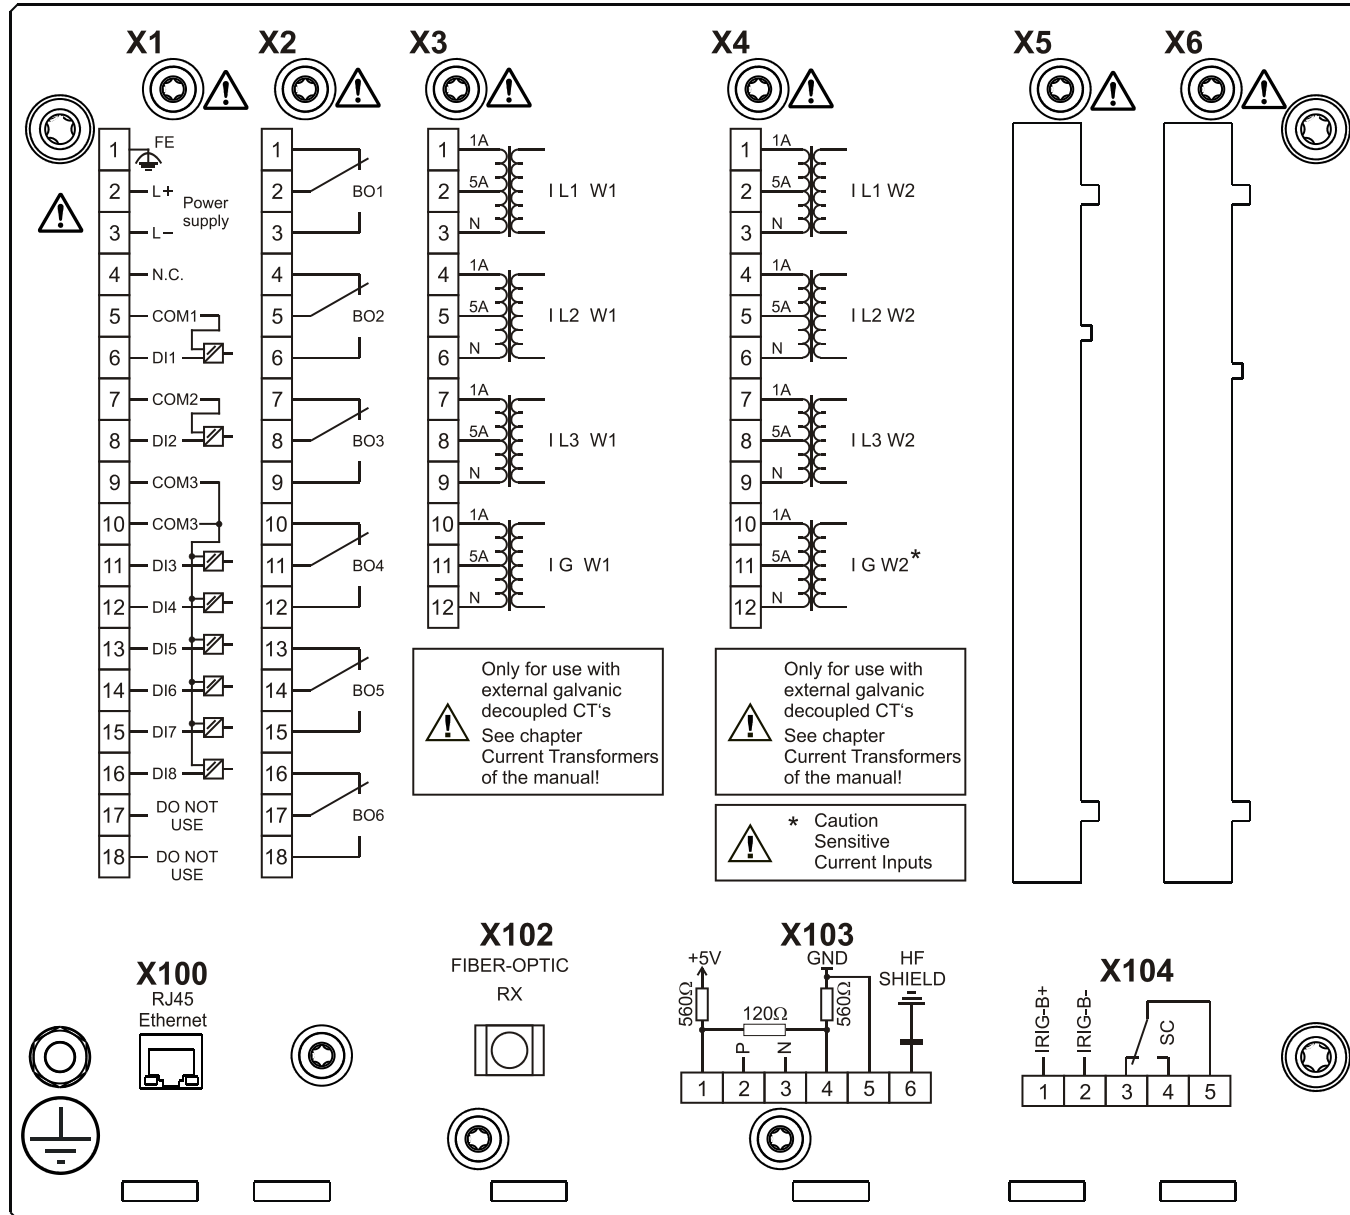 X1
X2
X3
X4
X5
X6
1 FE
2 L+
Power
supply
3 L–
4 N.C.
5 COM1
6 DI1
7 COM2
8 DI2
9 COM3
10 COM3
11 DI3
12 DI4
13 DI5
14 DI6
15 DI7
16 DI8
17 DO NOT
USE
18 DO NOT
USE
1
2 BO1
3
4
5 BO2
6
7
8 BO3
9
10
11 BO4
12
13
14 BO5
15
16
17 BO6
18
1 1A
2 5A I L1 W1
3 N
4 1A
5 5A I L2 W1
6 N
7 1A
8 5A I L3 W1
9 N
10 1A
11 5A I G W1
12 N
Only for use with
external galvanic
decoupled CT‘s
See chapter
Current Transformers
of the manual!
1 1A
2 5A I L1 W2
3 N
4 1A
5 5A I L2 W2
6 N
7 1A
8 5A I L3 W2
9 N
10 1A
11 5A I G W2*
12 N
Only for use with
external galvanic
decoupled CT‘s
See chapter
Current Transformers
of the manual!
* Caution
Sensitive
Current Inputs
X100
RJ45
Ethernet
X102
FIBER-OPTIC
RX
X103
+5V
GND
HF
SHIELD
560Ω
120Ω
560Ω
P
N
1 2 3 4 5 6
X104
IRIG-B+
IRIG-B-
SC
1 2 3 4 5